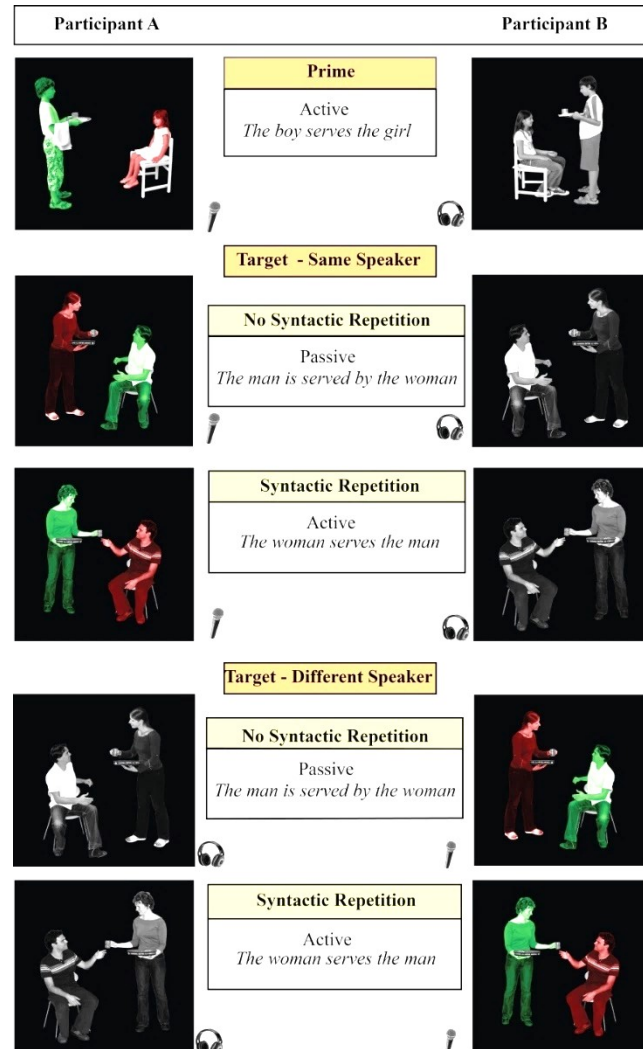 Participant A
Participant B
Prime
Active
The boy serves the girl
Target - Same Speaker
No Syntactic Repetition
Passive
The man is served by the woman
Syntactic Repetition
Active
The woman serves the man
Target - Different Speaker
No Syntactic Repetition
Passive
The man is served by the woman
Syntactic Repetition
Active
The woman serves the man